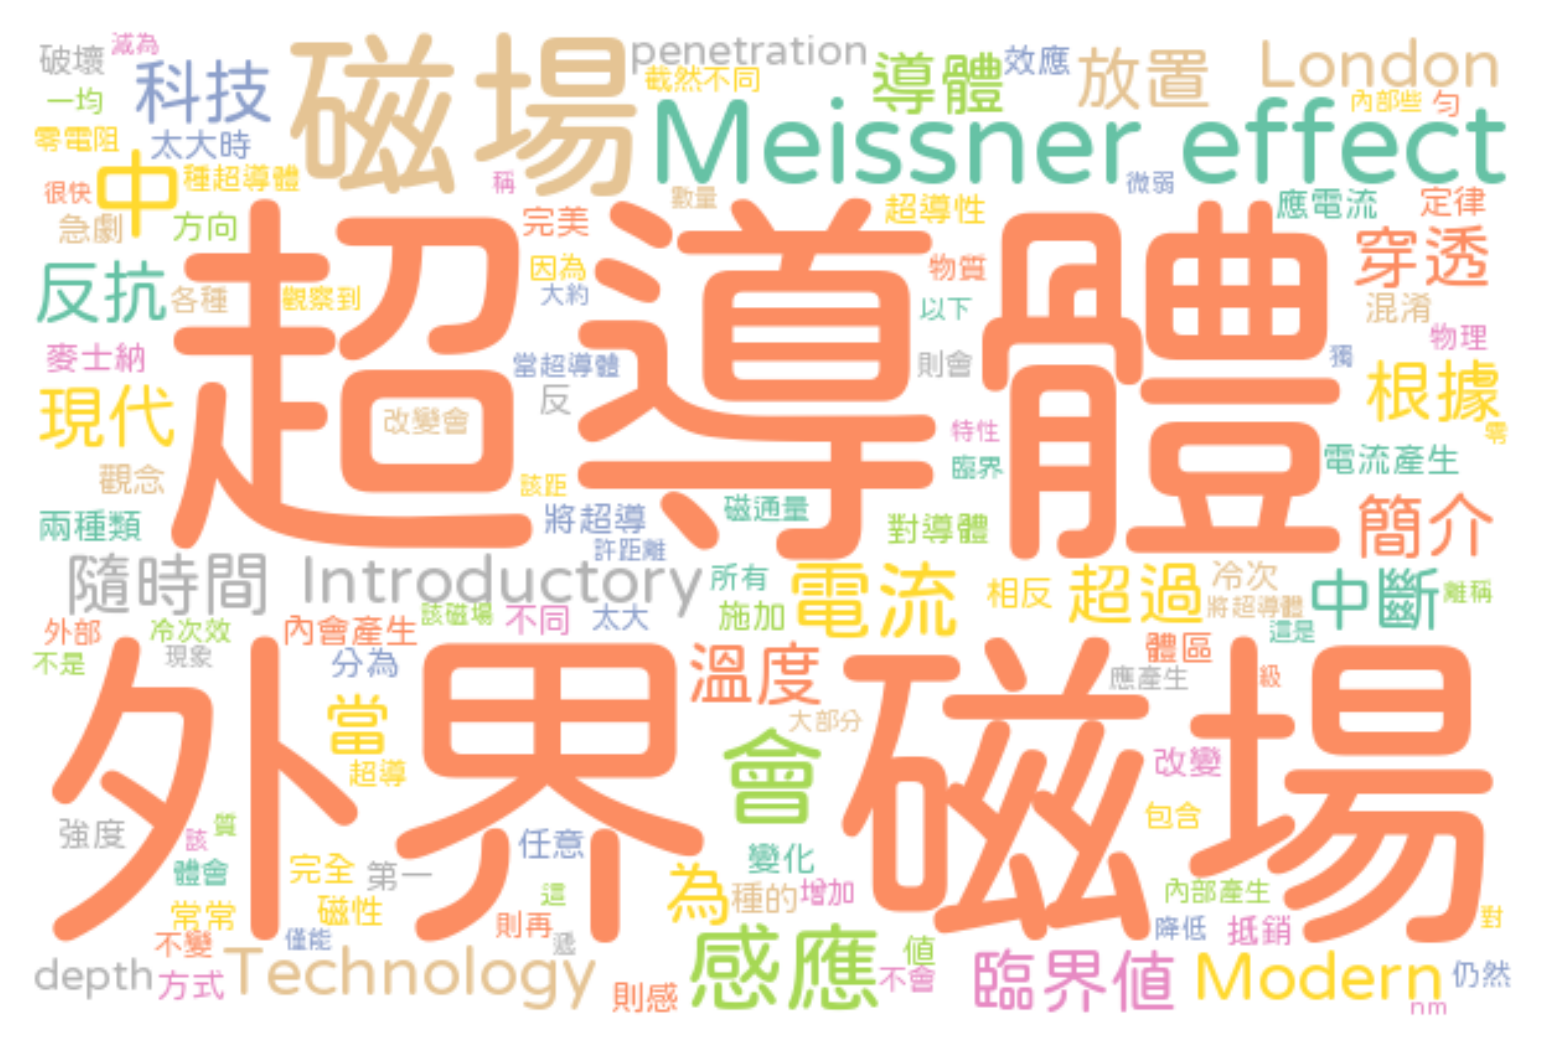 破壞
減為
科技
磁場
penetration
截然不同
導體
效應
放置
London
一均
內部些
勻
零電阻
太大時
Meissner effect
很快
中
種超導體
稱
數量
微弱
超導性
應電流
定律
急劇
方向
完美
穿透
反抗
各種
觀察到
因為
大約
物質
以下
混淆
超導體
麥士納
當超導體
則會
獨
物理
現代
改變會
反
特性
根據
零
觀念
該距
臨界
電流產生
兩種類
將超導
磁通量
對導體
簡介
許距離
隨時間
Introductory
所有
電流
相反
超過
冷次
將超導體
中斷
離稱
外部
冷次效
內會產生
該磁場
不同
太大
施加
這是
不是
現象
分為
溫度
體區
應產生
級
外界磁場
當
超導
大部分
會
改變
強度
該
質
任意
包含
體會
完全
第一
變化
常常
磁性
這
為
種的
增加
內部產生
不變
僅能
則再
遞
感應
值
降低
抵銷
對
depth
方式
Technology
則感
不會
臨界值
Modern
仍然
nm